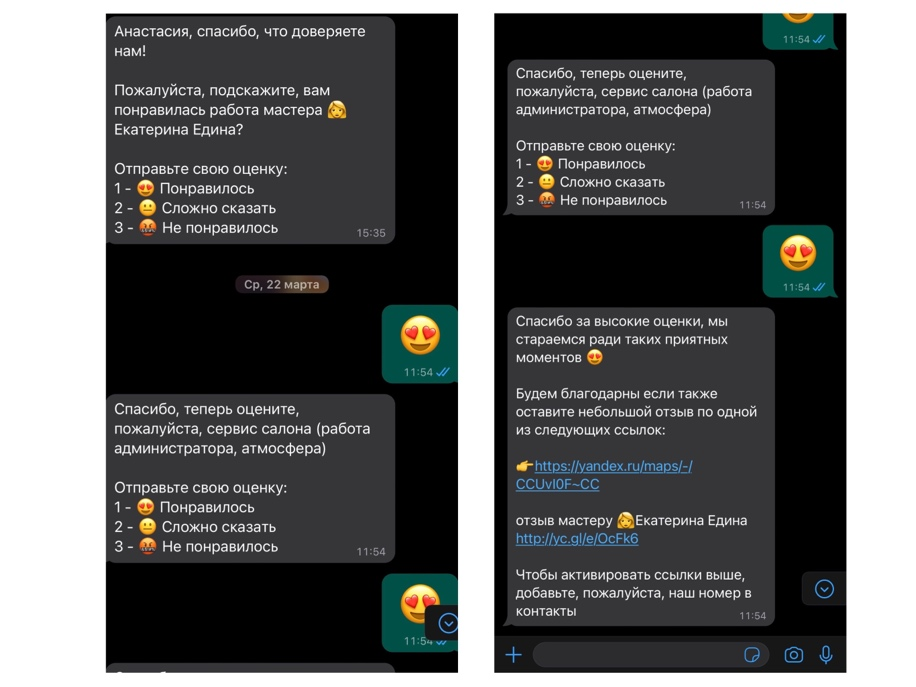 Анастасия, спасибо, что доверяете
нам!
Пожалуйста, подскажите, вам
понравилась работа мастера 👩
Екатерина Едина?
Отправьте свою оценку:
1 - 😍 Понравилось
2 - 😐 Сложно сказать
3 - 🤬 Не понравилось
15:35
Ср, 22 марта
😍
11:54
Спасибо, теперь оцените,
пожалуйста, сервис салона (работа
администратора, атмосфера)
Отправьте свою оценку:
1 - 😍 Понравилось
2 - 😐 Сложно сказать
3 - 🤬 Не понравилось
11:54
😍
11:54
11:54
Спасибо, теперь оцените,
пожалуйста, сервис салона (работа
администратора, атмосфера)
Отправьте свою оценку:
1 - 😍 Понравилось
2 - 😐 Сложно сказать
3 - 🤬 Не понравилось
11:54
😍
11:54
Спасибо за высокие оценки, мы
стараемся ради таких приятных
моментов 😍
Будем благодарны если также
оставите небольшой отзыв по одной
из следующих ссылок:
👉https://yandex.ru/maps/-/
CCUvI0F~CC
отзыв мастеру 👩Екатерина Едина
http://yc.gl/e/OcFk6
Чтобы активировать ссылки выше,
добавьте, пожалуйста, наш номер в
контакты
11:54